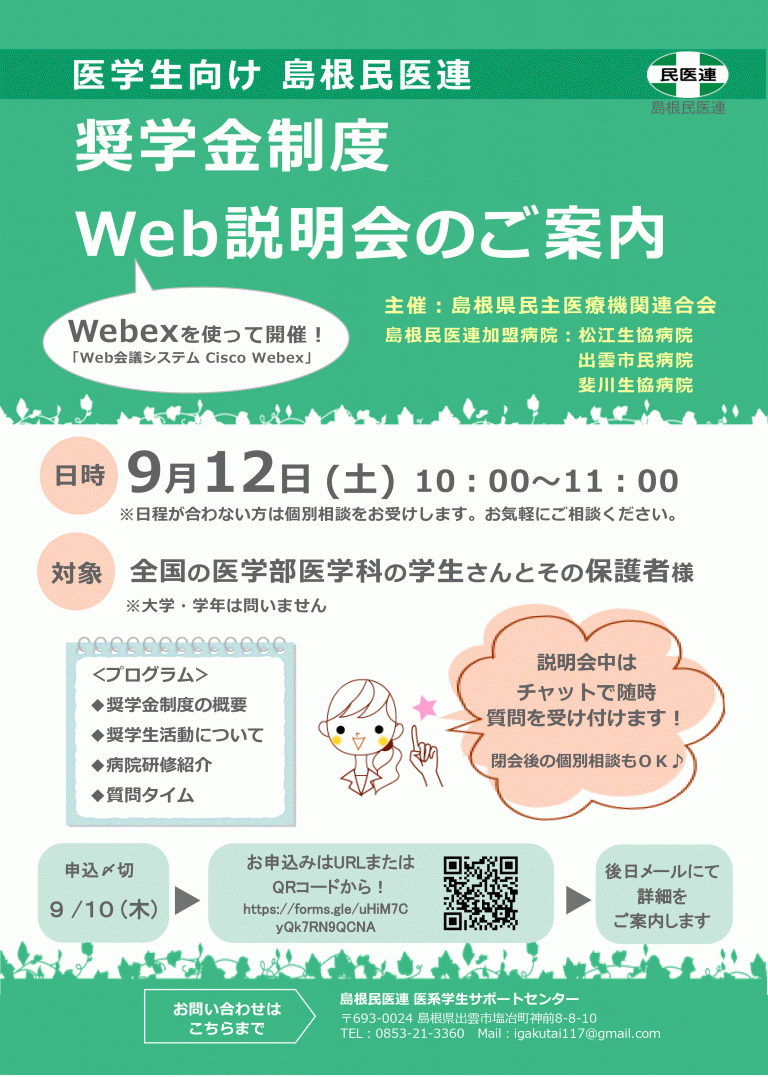 医学生向け 島根民医連
民医連
島根民医連
奨学金制度
Web説明会のご案内
Webexを使って開催！
「Web会議システム Cisco Webex」
主催：島根県民主医療機関連合会
島根民医連加盟病院：松江生協病院
出雲市民病院
斐川生協病院
日時
9月12日（土）10：00～11：00
※日程が合わない方は個別相談をお受けします。お気軽にご相談ください。
対象
全国の医学部医学科の学生さんとその保護者様
※大学・学年は問いません
＜プログラム＞
◆奨学金制度の概要
◆奨学生活動について
◆病院研修紹介
◆質問タイム
説明会中は
チャットで随時
質問を受け付けます！
閉会後の個別相談もＯＫ♪
申込〆切
９/10（木）
お申込みはURLまたは
QRコードから！
https://forms.gle/uHiM7C
yQk7RN9QCNA
後日メールにて
詳細を
ご案内します
お問い合わせは
こちらまで
島根民医連 医系学生サポートセンター
〒693-0024 島根県出雲市塩冶町神前8-8-10
TEL：0853-21-3360　Mail：igakutai117@gmail.com